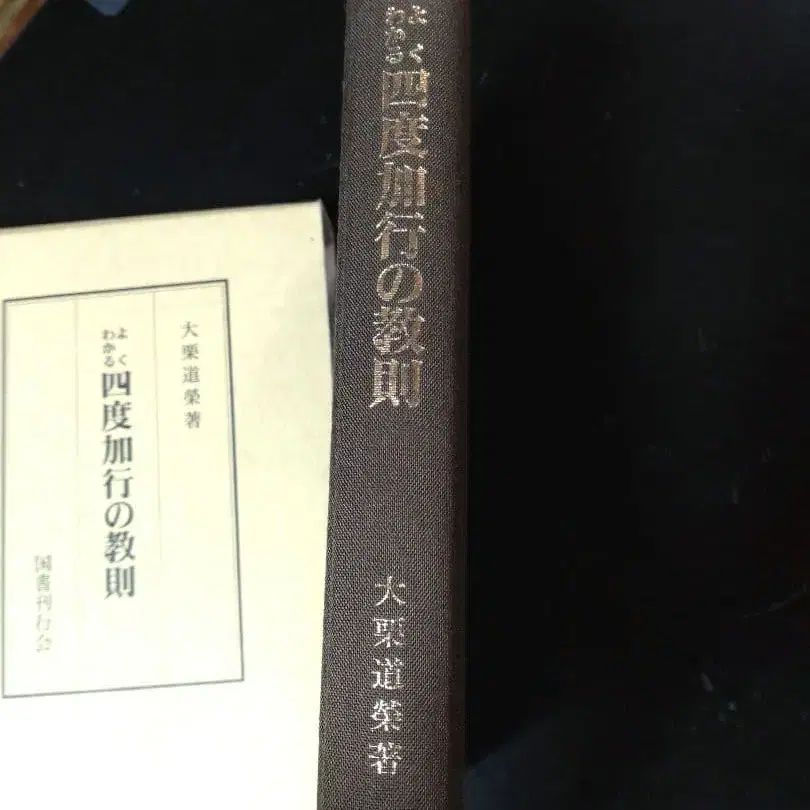 よく
わかる
四度加行の教則
大栗道榮著
大栗道榮著
よく
わかる
四度加行の教則
国書刊行会